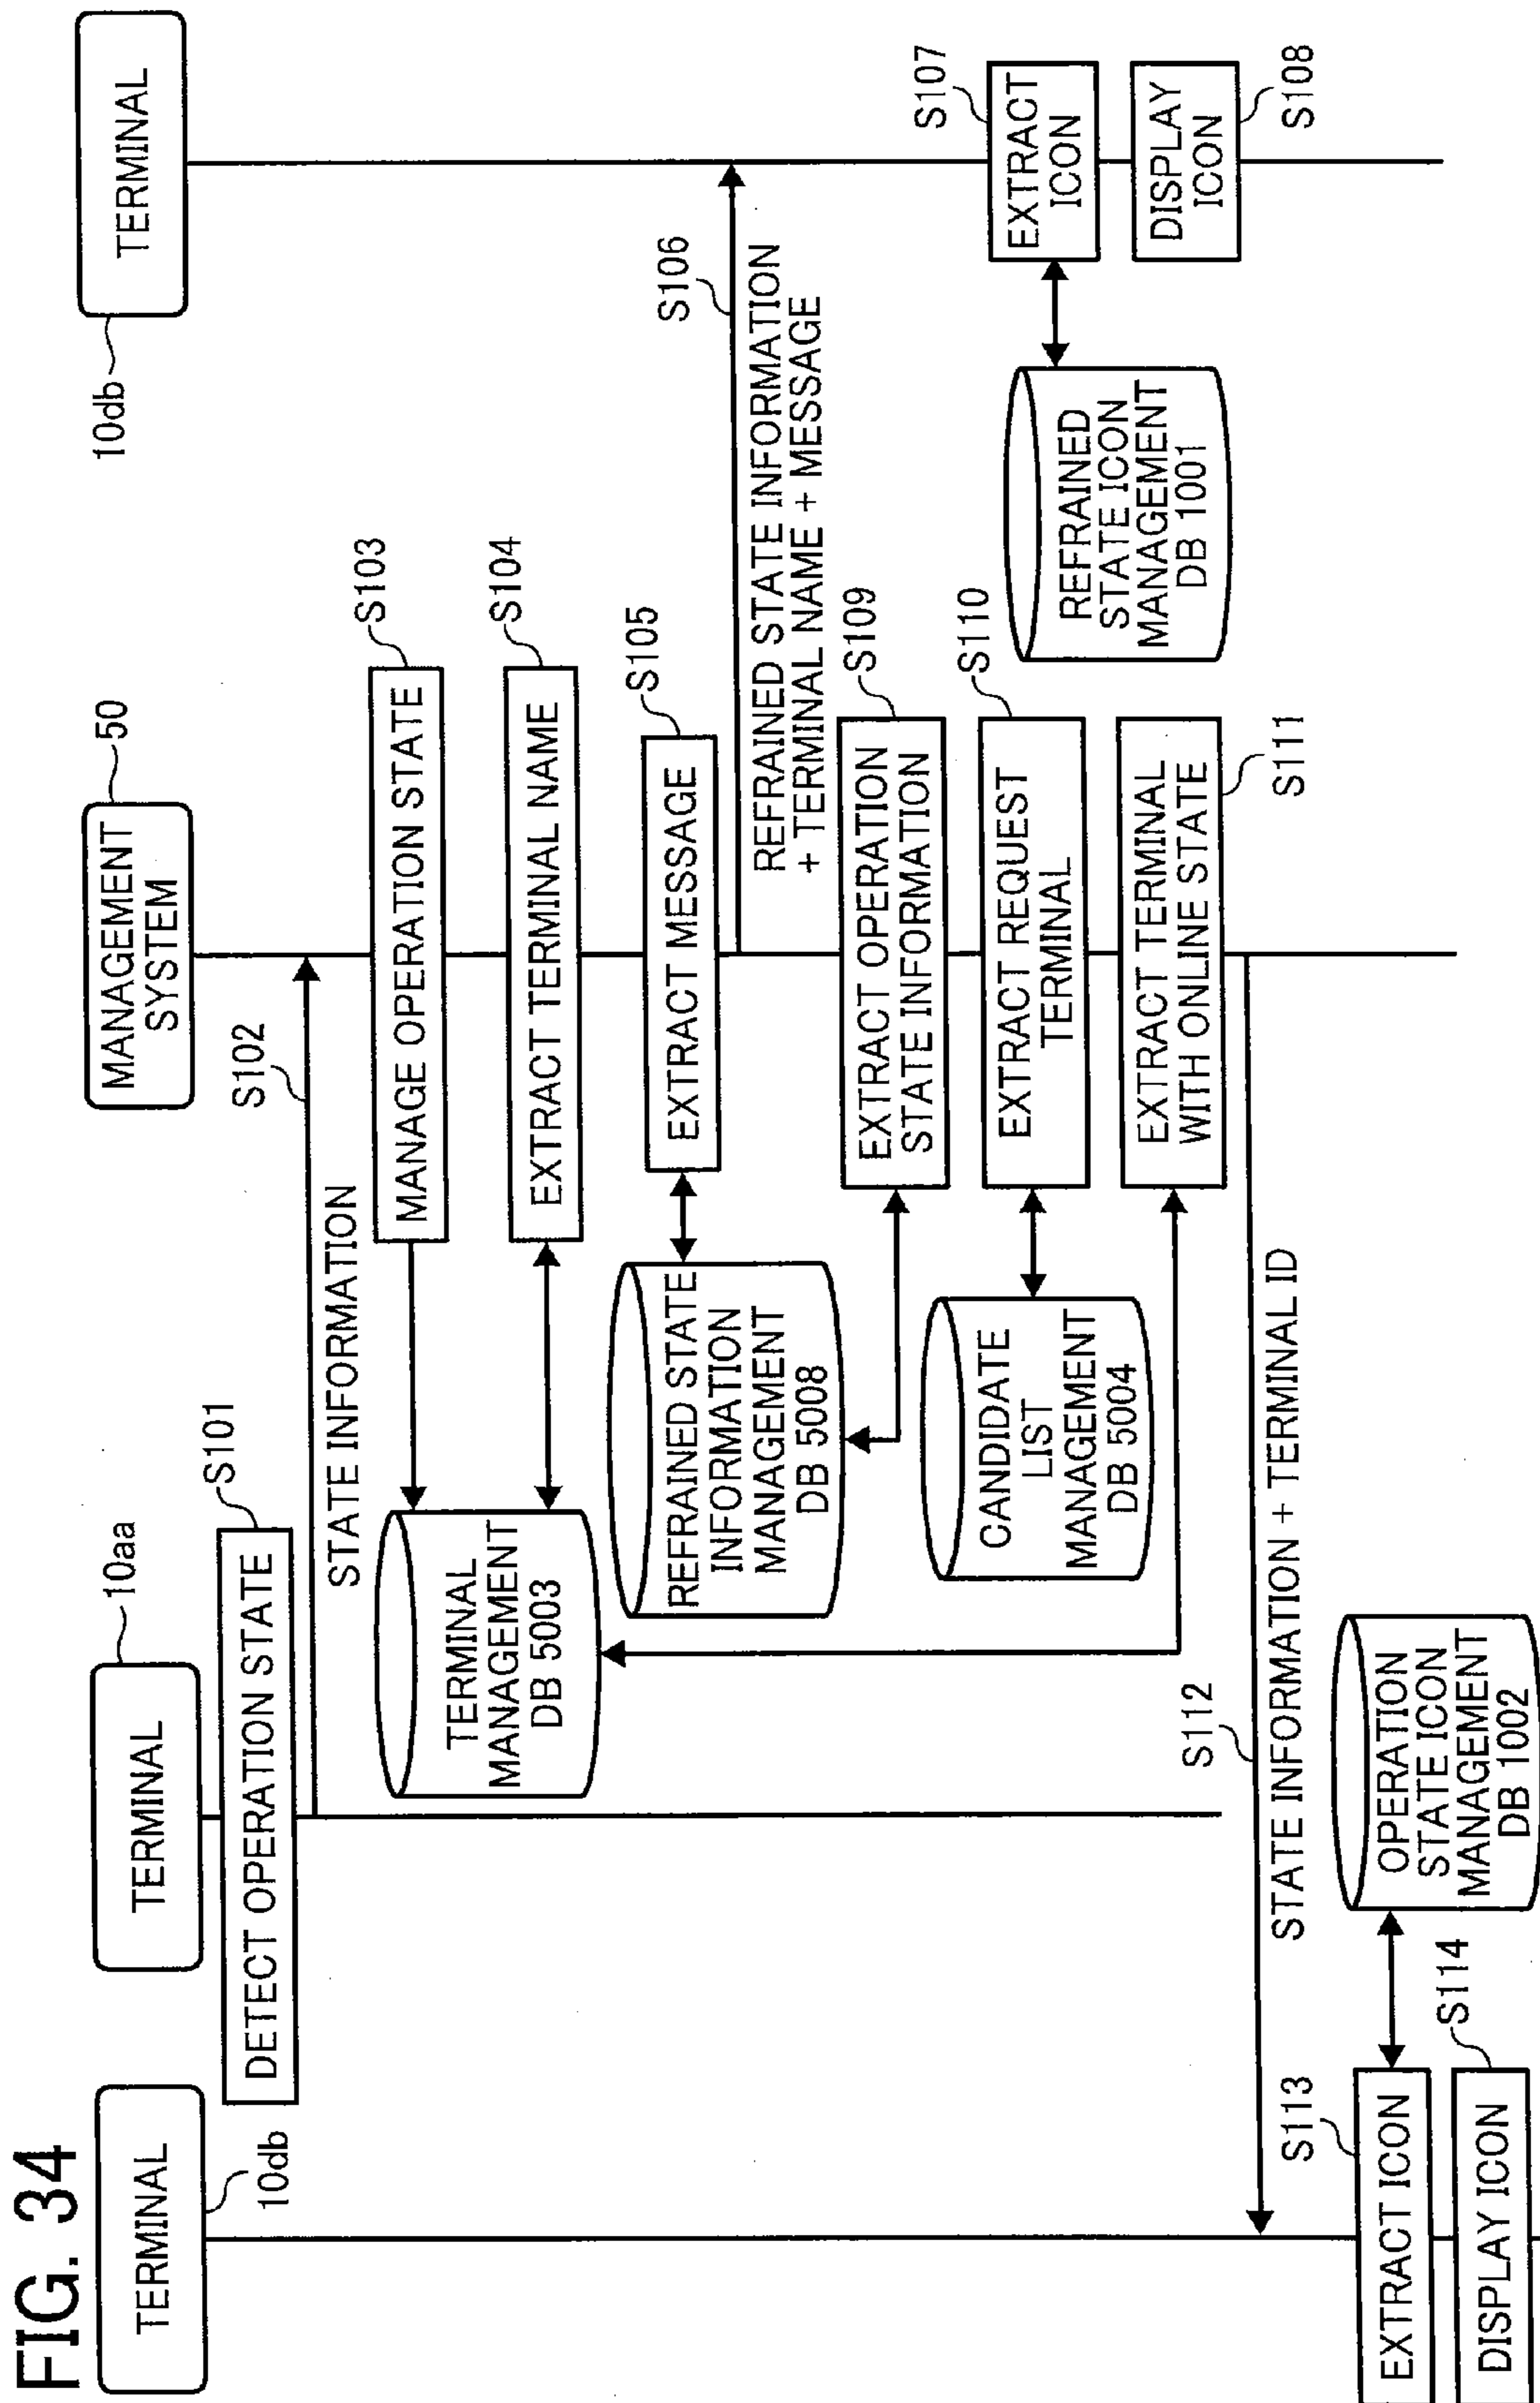 FIG. 34
TERMINAL
10db
TERMINAL
10aa
MANAGEMENT
SYSTEM
50
TERMINAL
10db
DETECT OPERATION STATE
S101
S102
STATE INFORMATION
MANAGE OPERATION STATE
S103
TERMINAL
MANAGEMENT
DB 5003
EXTRACT TERMINAL NAME
S104
EXTRACT MESSAGE
S105
REFRAINED STATE
INFORMATION
MANAGEMENT
DB 5008
S106
REFRAINED STATE INFORMATION
+ TERMINAL NAME + MESSAGE
EXTRACT
ICON
S107
DISPLAY
ICON
S108
REFRAINED
STATE ICON
MANAGEMENT
DB 1001
EXTRACT OPERATION
STATE INFORMATION
S109
EXTRACT REQUEST
TERMINAL
S110
CANDIDATE
LIST
MANAGEMENT
DB 5004
EXTRACT TERMINAL
WITH ONLINE STATE
S111
S112
STATE INFORMATION + TERMINAL ID
EXTRACT ICON
S113
OPERATION
STATE ICON
MANAGEMENT
DB 1002
DISPLAY ICON
S114